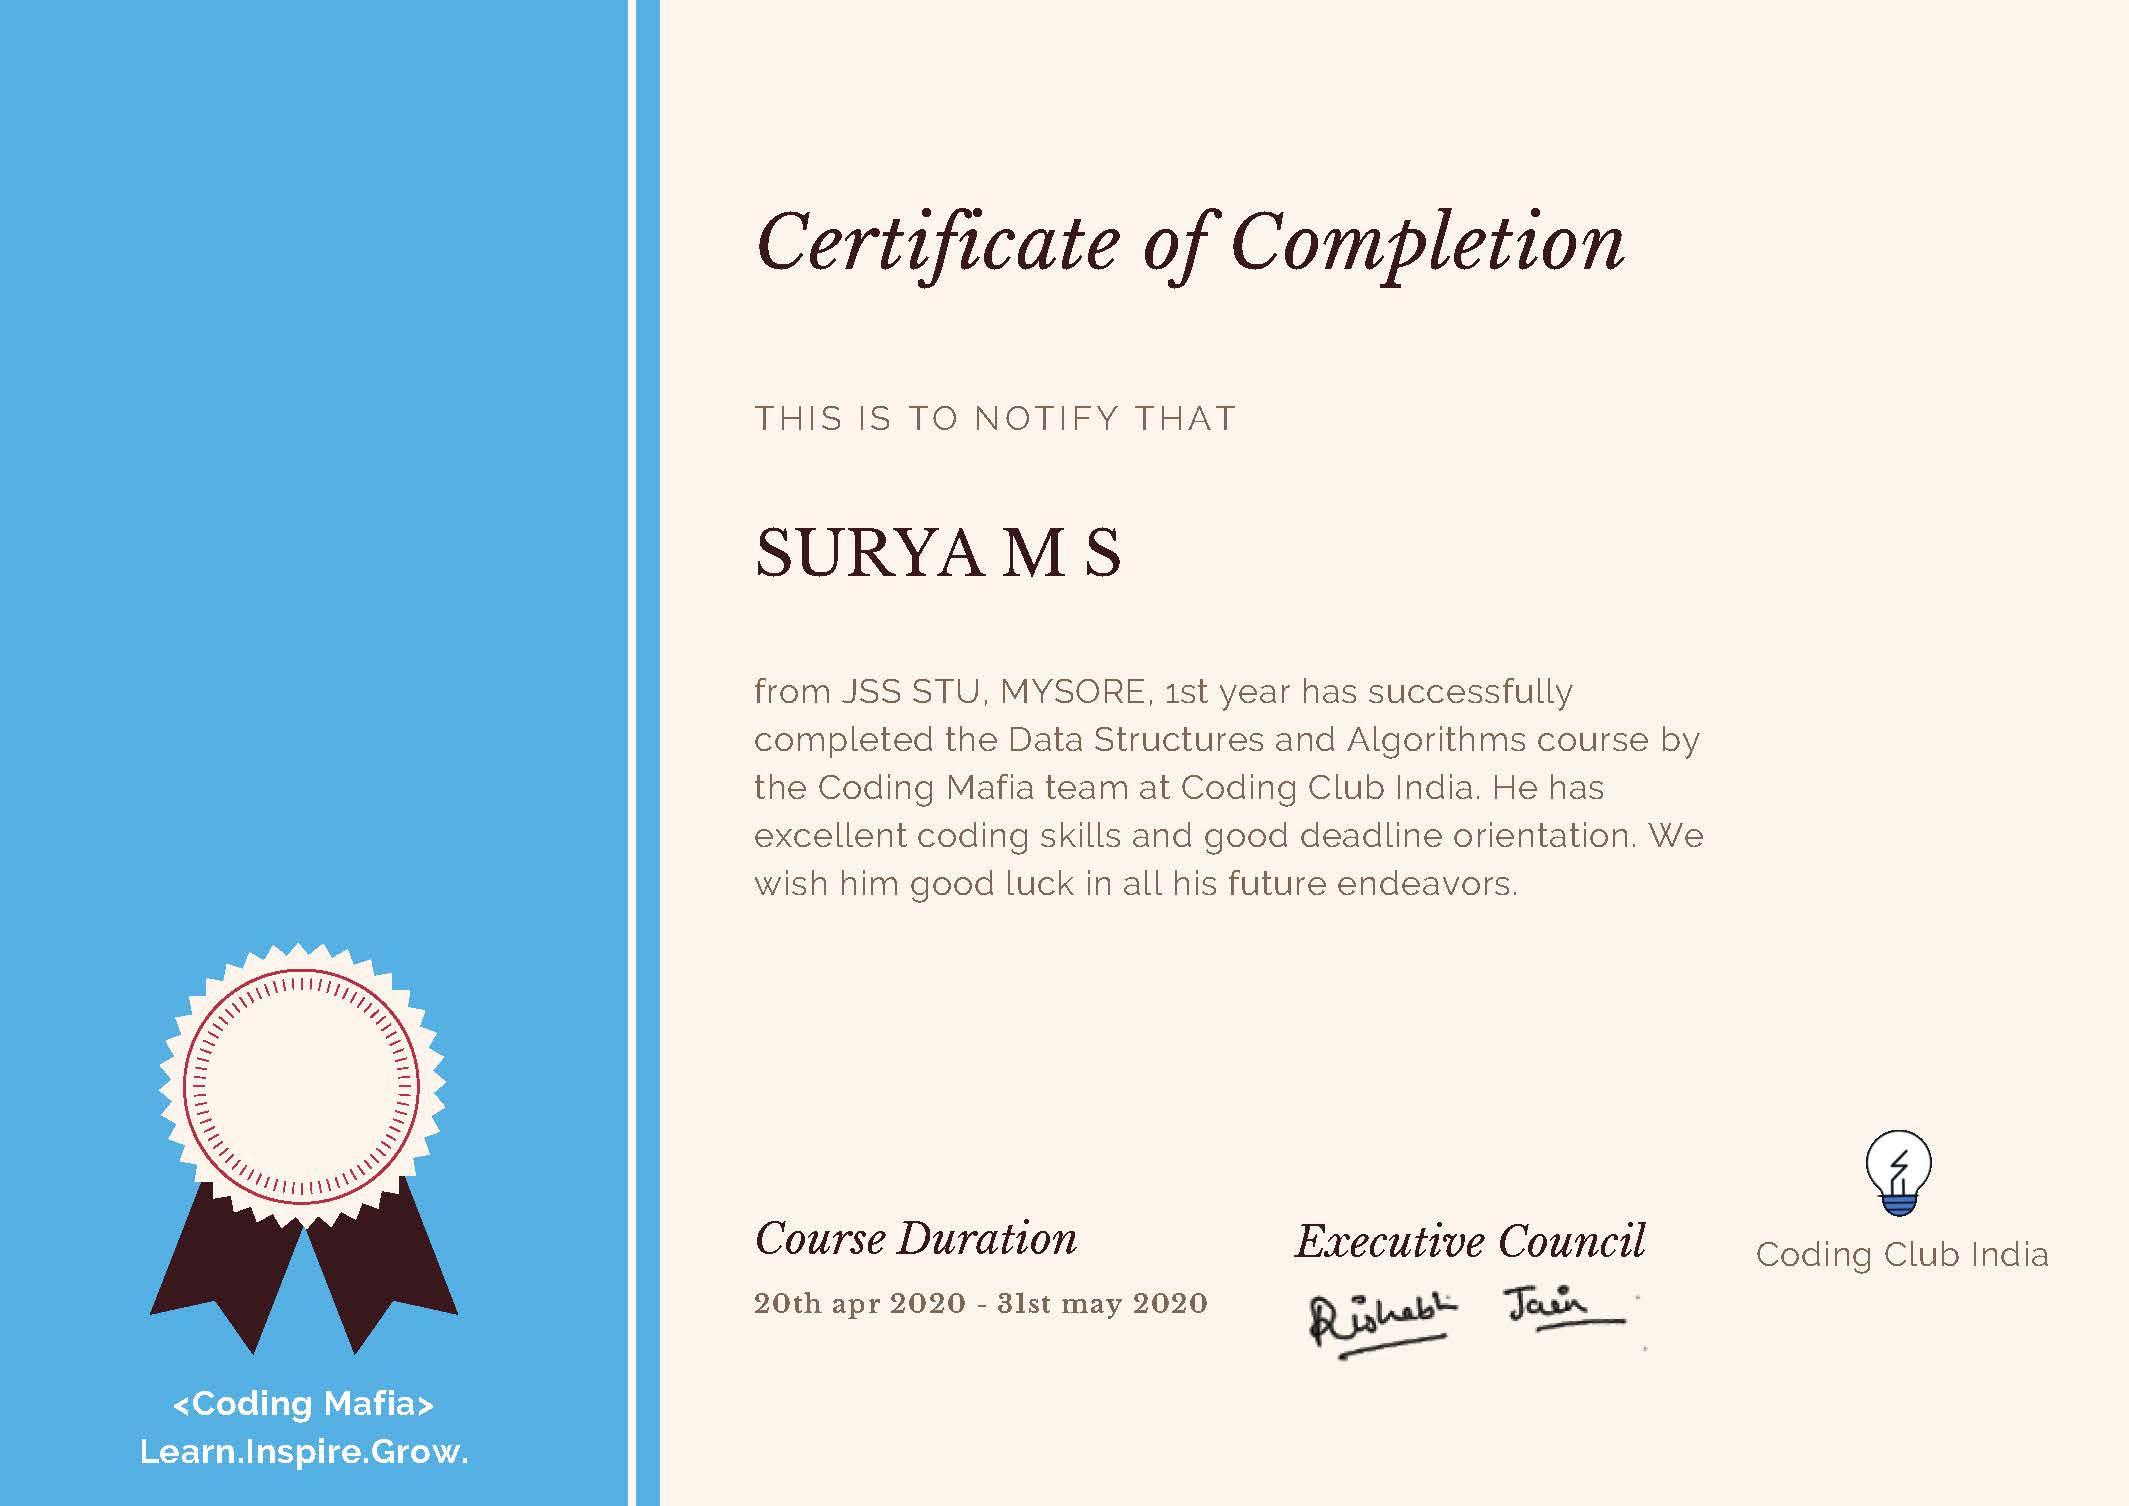 Certificate of Completion
THIS IS TO NOTIFY THAT
SURYA M S
from JSS STU, MYSORE, 1st year has successfully
completed the Data Structures and Algorithms course by
the Coding Mafia team at Coding Club India. He has
excellent coding skills and good deadline orientation. We
wish him good luck in all his future endeavors.
Course Duration
20th apr 2020 - 31st may 2020
Executive Council
Rishabh Jain
Coding Club India
<Coding Mafia>
Learn.Inspire.Grow.